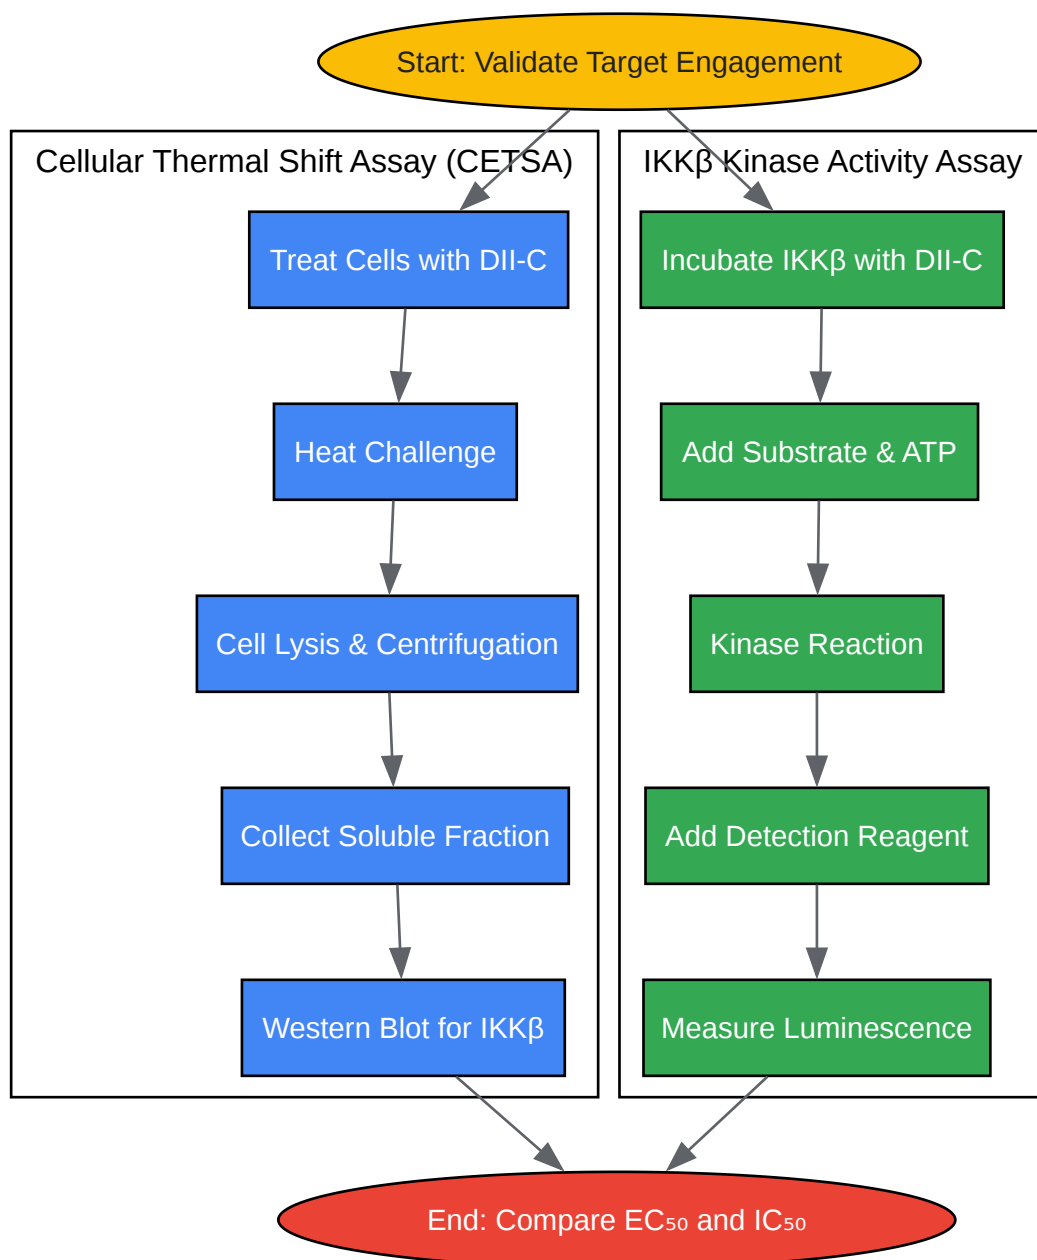 Start: Validate Target Engagement
Cellular Thermal Shift Assay (CETSA)
Treat Cells with DII-C
Heat Challenge
Cell Lysis & Centrifugation
Collect Soluble Fraction
Western Blot for IKKβ
IKKβ Kinase Activity Assay
Incubate IKKβ with DII-C
Add Substrate & ATP
Kinase Reaction
Add Detection Reagent
Measure Luminescence
End: Compare EC₅₀ and IC₅₀